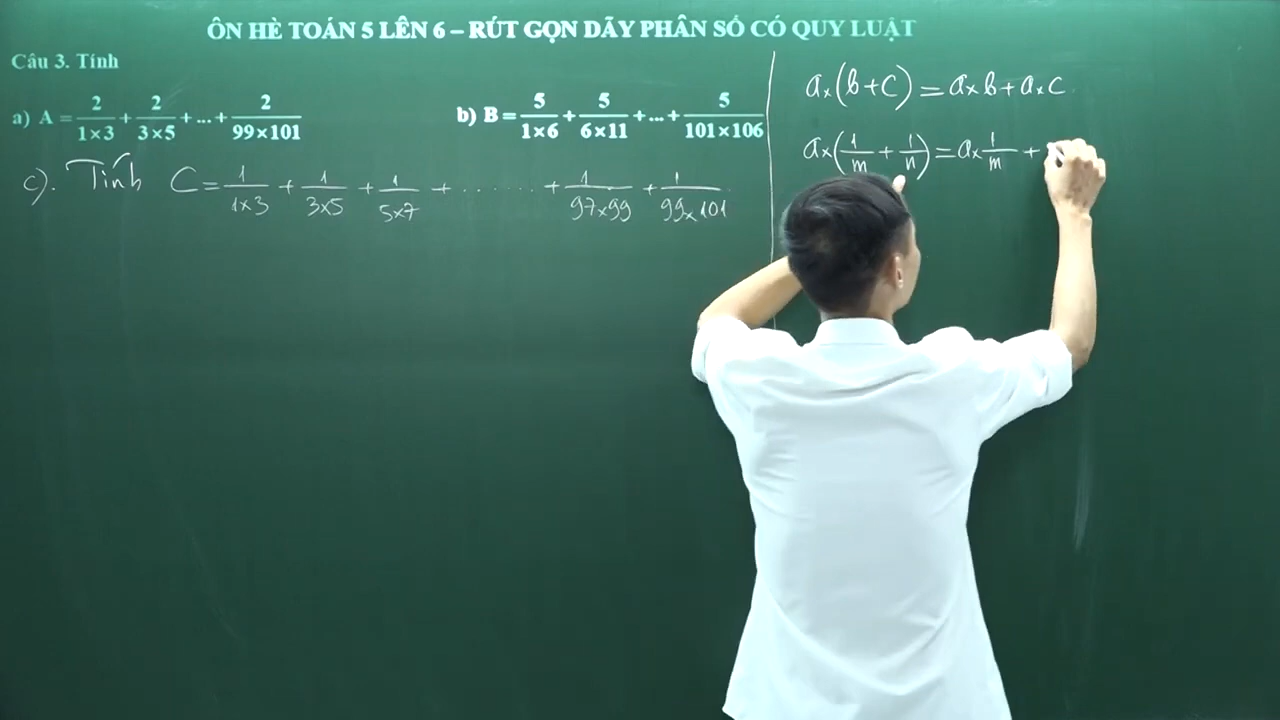 ÔN HÈ TOÁN 5 LÊN 6 – RÚT GỌN DÃY PHÂN SỐ CÓ QUY LUẬT
Câu 3. Tính
a) A = 2/(1×3) + 2/(3×5) + ... + 2/(99×101)
b) B = 5/(1×6) + 5/(6×11) + ... + 5/(101×106)
c). Tính C = 1/(1×3) + 1/(3×5) + 1/(5×7) + ........ + 1/(97×99) + 1/(99×101)
a×(b+c) = a×b + a×c
a×(1/m + 1/n) = a×1/m +